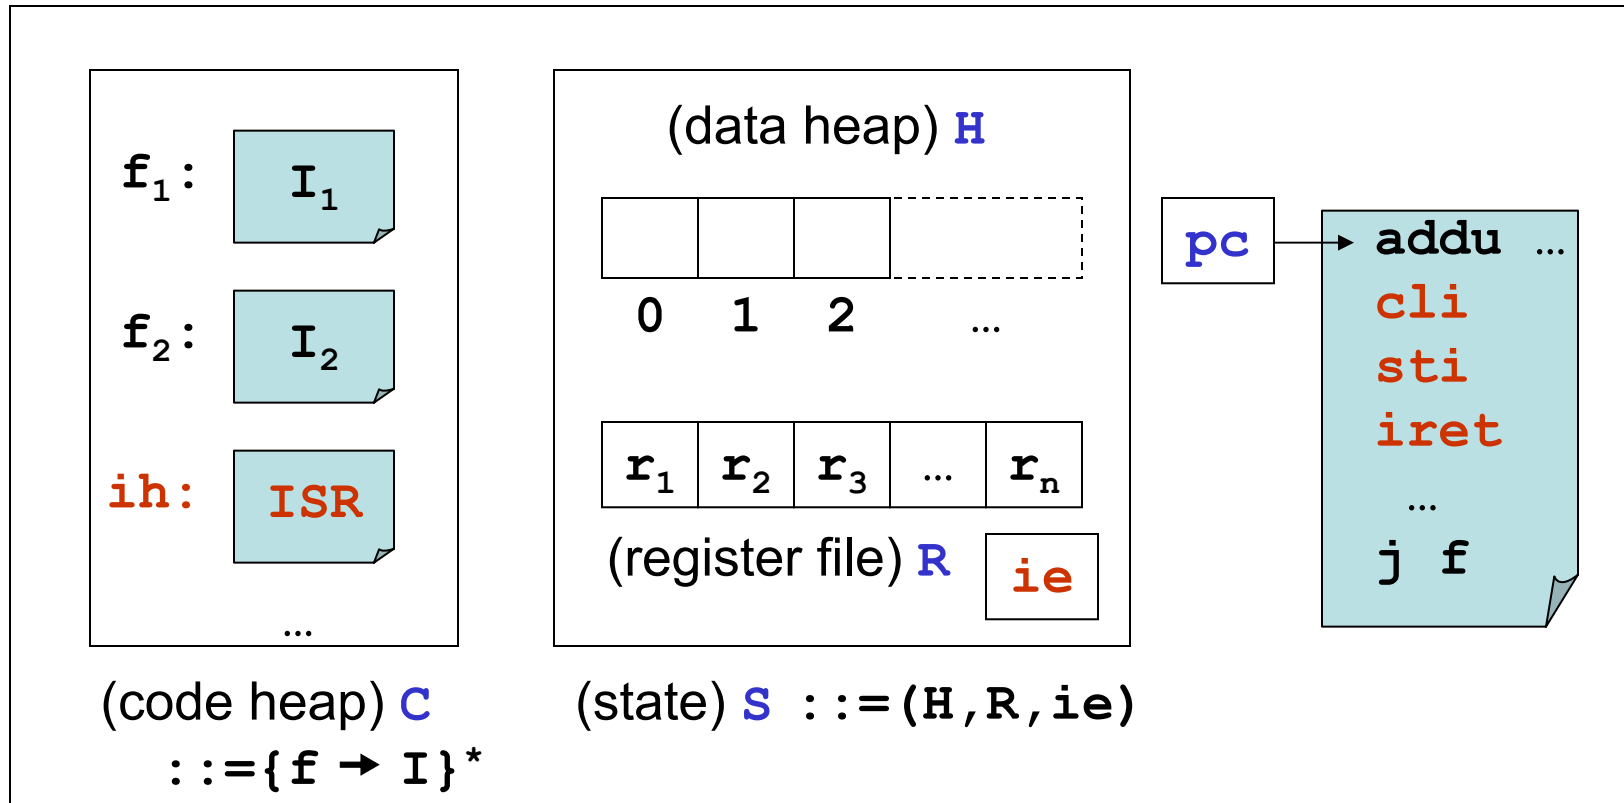 f1: I1
f2: I2
ih: ISR
…
(code heap) C
::={f → I}*
(data heap) H
0 1 2 …
r1 r2 r3 … rn
(register file) R
ie
(state) S ::=(H,R,ie)
pc
addu …
cli
sti
iret
…
j f